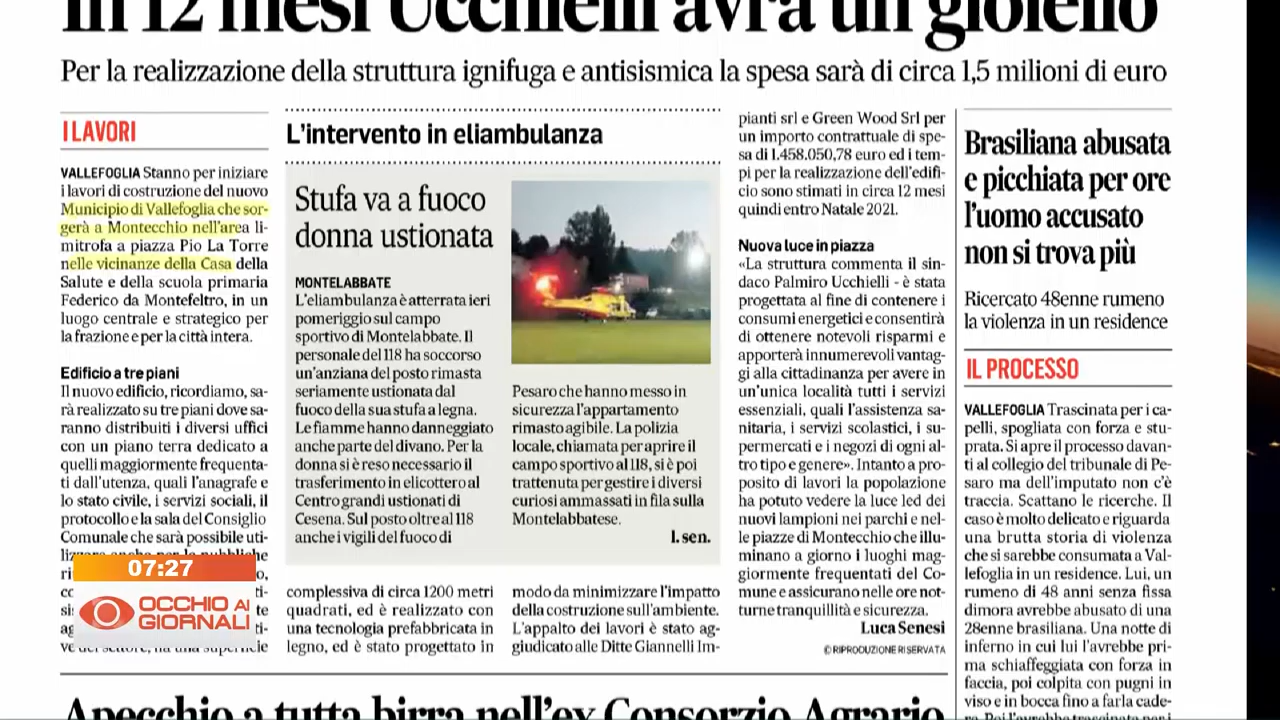 In 12 mesi Ucchielli avrà un gioiello
Per la realizzazione della struttura ignifuga e antisismica la spesa sarà di circa 1,5 milioni di euro
I LAVORI
VALLEFOGLIA Stanno per iniziare
i lavori di costruzione del nuovo
Municipio di Vallefoglia che sor-
gerà a Montecchio nell'area li-
mitrofa a piazza Pio La Torre
nelle vicinanze della Casa della
Salute e della scuola primaria
Federico da Montefeltro, in un
luogo centrale e strategico per
la frazione e per la città intera.
Edificio a tre piani
Il nuovo edificio, ricordiamo, sa-
rà realizzato su tre piani dove sa-
ranno distribuiti i diversi uffici
con un piano terra dedicato a
quelli maggiormente frequenta-
ti dall'utenza, quali l'anagrafe e
lo stato civile, i servizi sociali, il
protocollo e la sala del Consiglio
Comunale che sarà possibile uti-
lizzare anche per le pubbliche
07:27
OCCHIO AI
GIORNALI
L'intervento in eliambulanza
Stufa va a fuoco
donna ustionata
MONTELABBATE
L'eliambulanza è atterrata ieri
pomeriggio sul campo
sportivo di Montelabbate. Il
personale del 118 ha soccorso
un'anziana del posto rimasta
seriamente ustionata dal
fuoco della sua stufa a legna.
Le fiamme hanno danneggiato
anche parte del divano. Per la
donna si è reso necessario il
trasferimento in elicottero al
Centro grandi ustionati di
Cesena. Sul posto oltre al 118
anche i vigili del fuoco di
Pesaro che hanno messo in
sicurezza l'appartamento
rimasto agibile. La polizia
locale, chiamata per aprire il
campo sportivo al 118, si è poi
trattenuta per gestire i diversi
curiosi ammassati in fila sulla
Montelabbatese.
l. sen.
complessiva di circa 1200 metri
quadrati, ed è realizzato con
una tecnologia prefabbricata in
legno, ed è stato progettato in
modo da minimizzare l'impatto
della costruzione sull'ambiente.
L'appalto dei lavori è stato ag-
giudicato alle Ditte Giannelli Im-
pianti srl e Green Wood Srl per
un importo contrattuale di spe-
sa di 1.458.050,78 euro ed i tem-
pi per la realizzazione dell'edifi-
cio sono stimati in circa 12 mesi
quindi entro Natale 2021.
Nuova luce in piazza
«La struttura commenta il sin-
daco Palmiro Ucchielli - è stata
progettata al fine di contenere i
consumi energetici e consentirà
di ottenere notevoli risparmi e
apporterà innumerevoli vantag-
gi alla cittadinanza per avere in
un'unica località tutti i servizi
essenziali, quali l'assistenza sa-
nitaria, i servizi scolastici, i su-
permercati e i negozi di ogni al-
tro tipo e genere». Intanto a pro-
posito di lavori la popolazione
ha potuto vedere la luce led dei
nuovi lampioni nei parchi e nel-
le piazze di Montecchio che illu-
minano a giorno i luoghi mag-
giormente frequentati del Co-
mune e assicurano nelle ore not-
turne tranquillità e sicurezza.
Luca Senesi
© RIPRODUZIONE RISERVATA
Brasiliana abusata
e picchiata per ore
l'uomo accusato
non si trova più
Ricercato 48enne rumeno
la violenza in un residence
IL PROCESSO
VALLEFOGLIA Trascinata per i ca-
pelli, spogliata con forza e stu-
prata. Si apre il processo davan-
ti al collegio del tribunale di Pe-
saro ma dell'imputato non c'è
traccia. Scattano le ricerche. Il
caso è molto delicato e riguarda
una brutta storia di violenza
che si sarebbe consumata a Val-
lefoglia in un residence. Lui, un
rumeno di 48 anni senza fissa
dimora avrebbe abusato di una
28enne brasiliana. Una notte di
inferno in cui lui l'avrebbe pri-
ma schiaffeggiata con forza in
faccia, poi colpita con pugni in
viso e in bocca fino a farla cade-
Apecchio a tutta birra nell'ex Consorzio Agrario